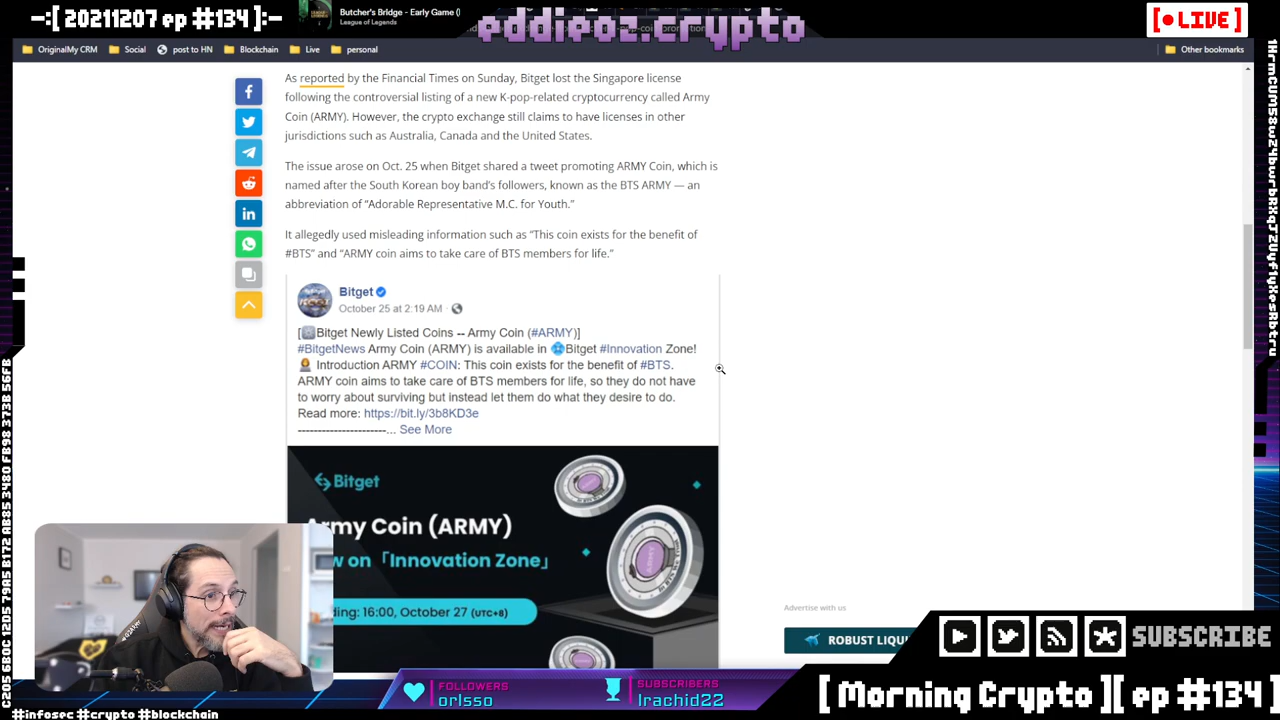 -:[ 20211207 ep #134 ]:-
Butcher's Bridge - Early Game (
League of Legends
eddieoz.crypto
[ LIVE ]
OriginalMy CRM
Social
post to HN
Blockchain
Live
personal
Other bookmarks
As reported by the Financial Times on Sunday, Bitget lost the Singapore license
following the controversial listing of a new K-pop-related cryptocurrency called Army
Coin (ARMY). However, the crypto exchange still claims to have licenses in other
jurisdictions such as Australia, Canada and the United States.
The issue arose on Oct. 25 when Bitget shared a tweet promoting ARMY Coin, which is
named after the South Korean boy band's followers, known as the BTS ARMY — an
abbreviation of “Adorable Representative M.C. for Youth.”
It allegedly used misleading information such as “This coin exists for the benefit of
#BTS” and “ARMY coin aims to take care of BTS members for life.”
Bitget
October 25 at 2:19 AM ·
[Bitget Newly Listed Coins -- Army Coin (#ARMY)]
#BitgetNews Army Coin (ARMY) is available in Bitget #Innovation Zone!
Introduction ARMY #COIN: This coin exists for the benefit of #BTS.
ARMY coin aims to take care of BTS members for life, so they do not have
to worry about surviving but instead let them do what they desire to do.
Read more: https://bit.ly/3b8KD3e
----------------------... See More
Bitget
Army Coin (ARMY)
w on「Innovation Zone」
ding: 16:00, October 27 (UTC+8)
ARMY
Advertise with us
ROBUST LIQU
SUBSCRIBE
FOLLOWERS
orlsso
SUBSCRIBERS
lrachid22
[ Morning Crypto ][ ep #134 ]
#infosec #crypto #blockchain